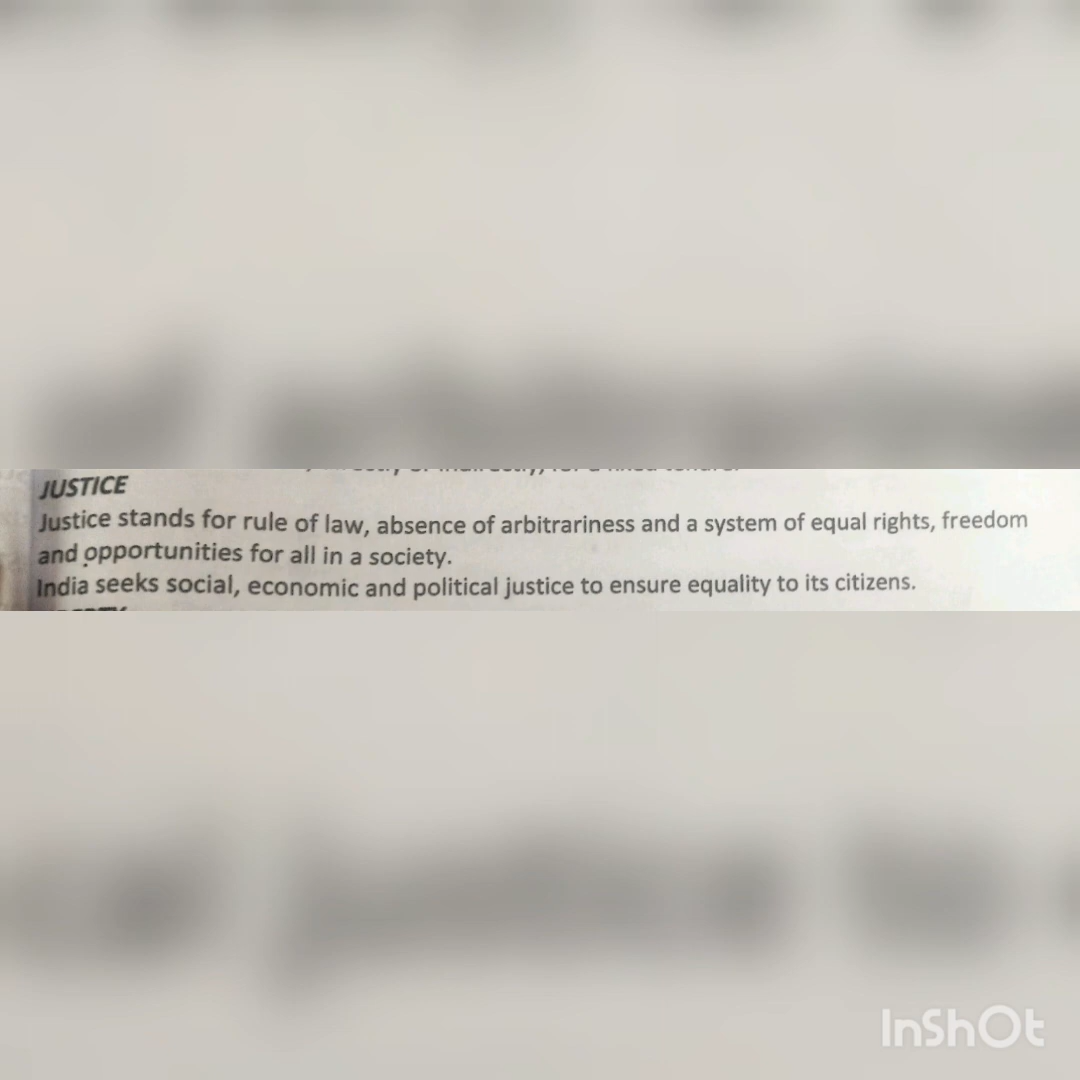 JUSTICE
Justice stands for rule of law, absence of arbitrariness and a system of equal rights, freedom
and opportunities for all in a society.
India seeks social, economic and political justice to ensure equality to its citizens.
InShOt